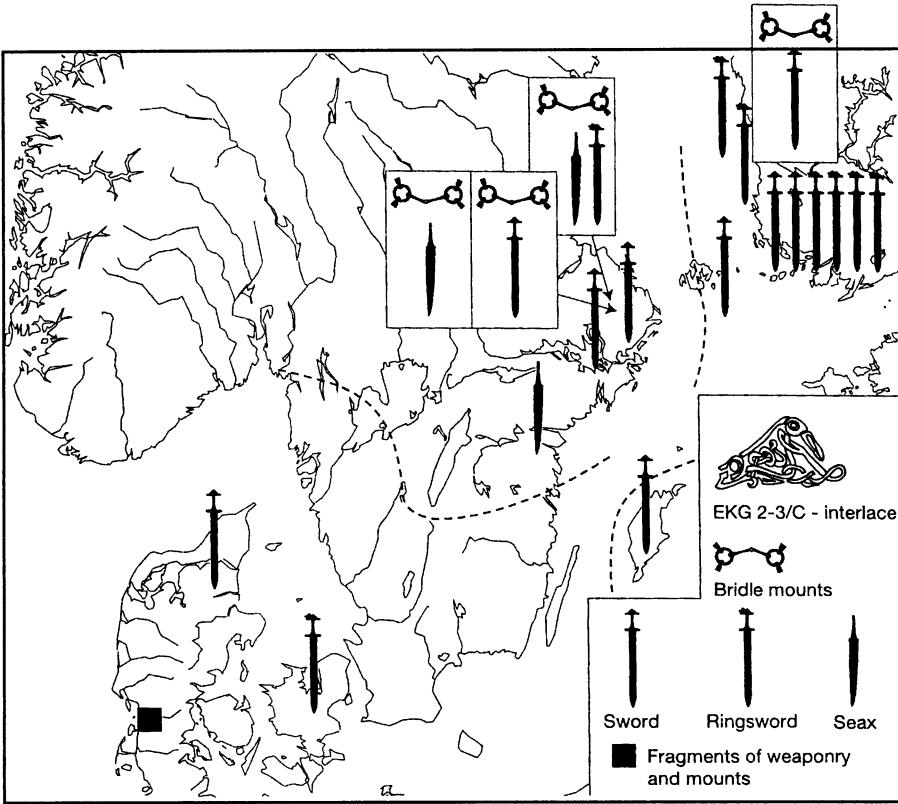 EKG 2-3/C - interlace
Bridle mounts
Sword Ringsword Seax
Fragments of weaponry
and mounts